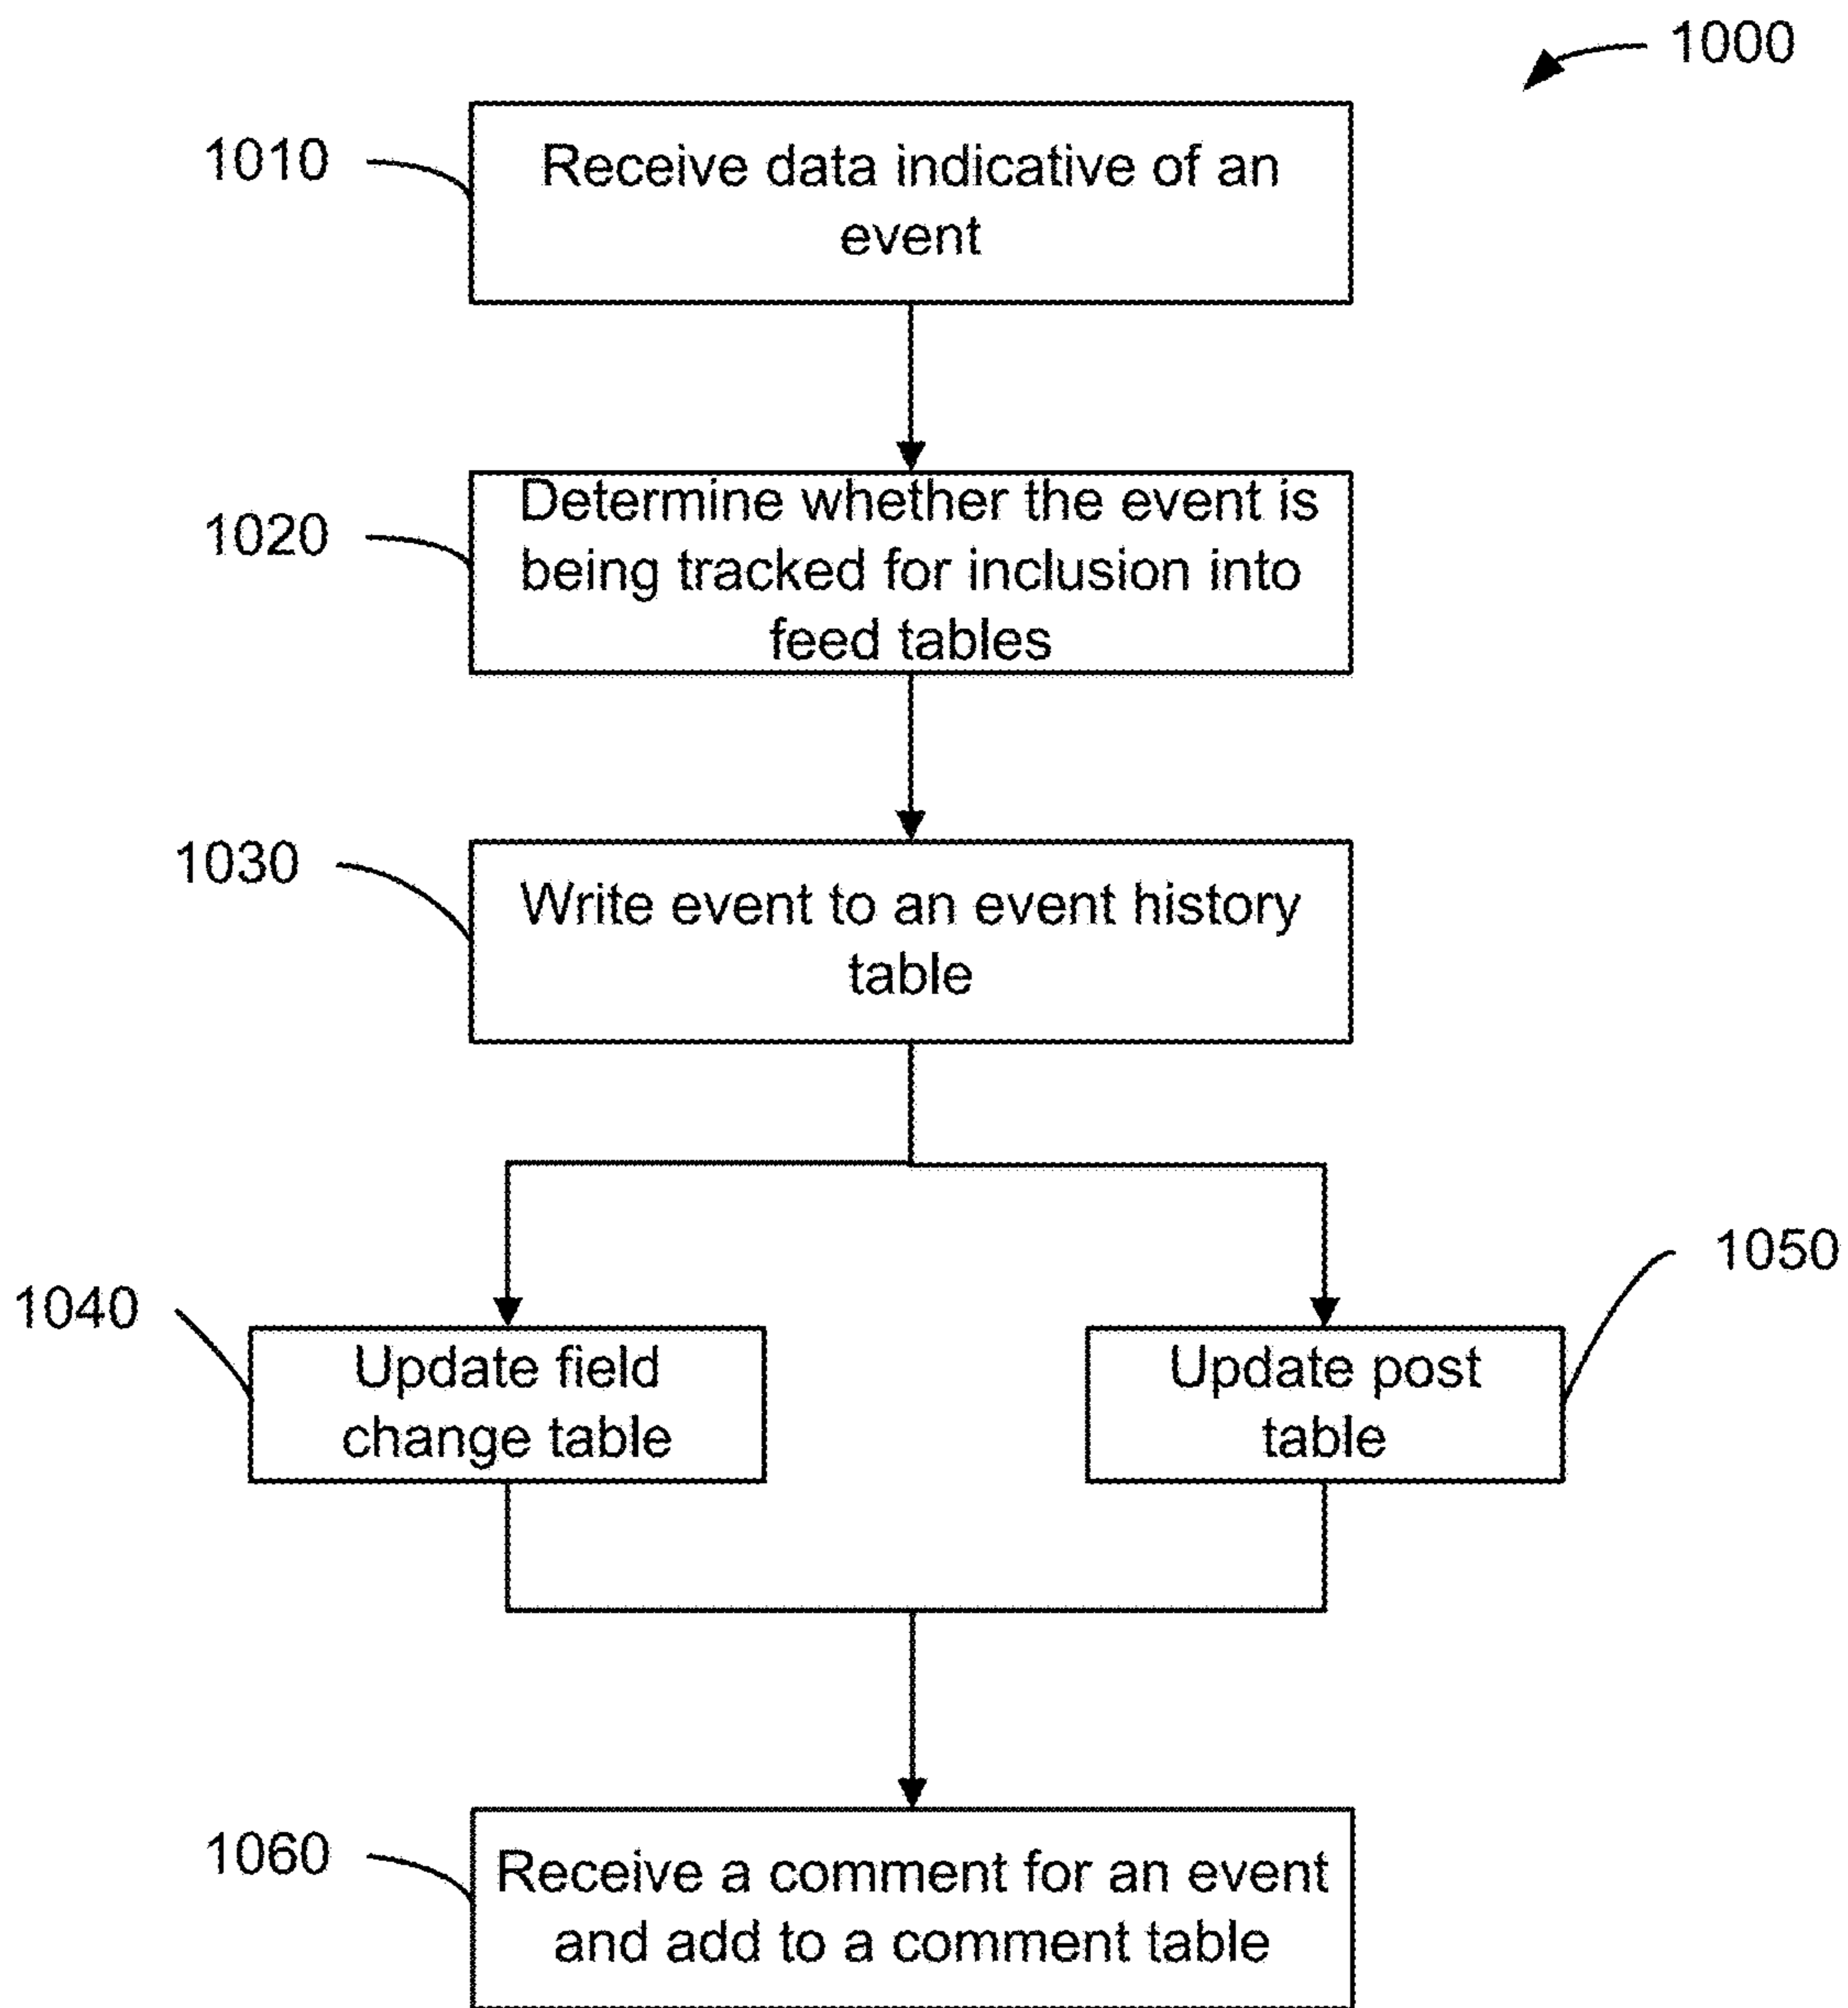 1000
1010
Receive data indicative of an
event
1020
Determine whether the event is
being tracked for inclusion into
feed tables
1030
Write event to an event history
table
1040
Update field
change table
1050
Update post
table
1060
Receive a comment for an event
and add to a comment table